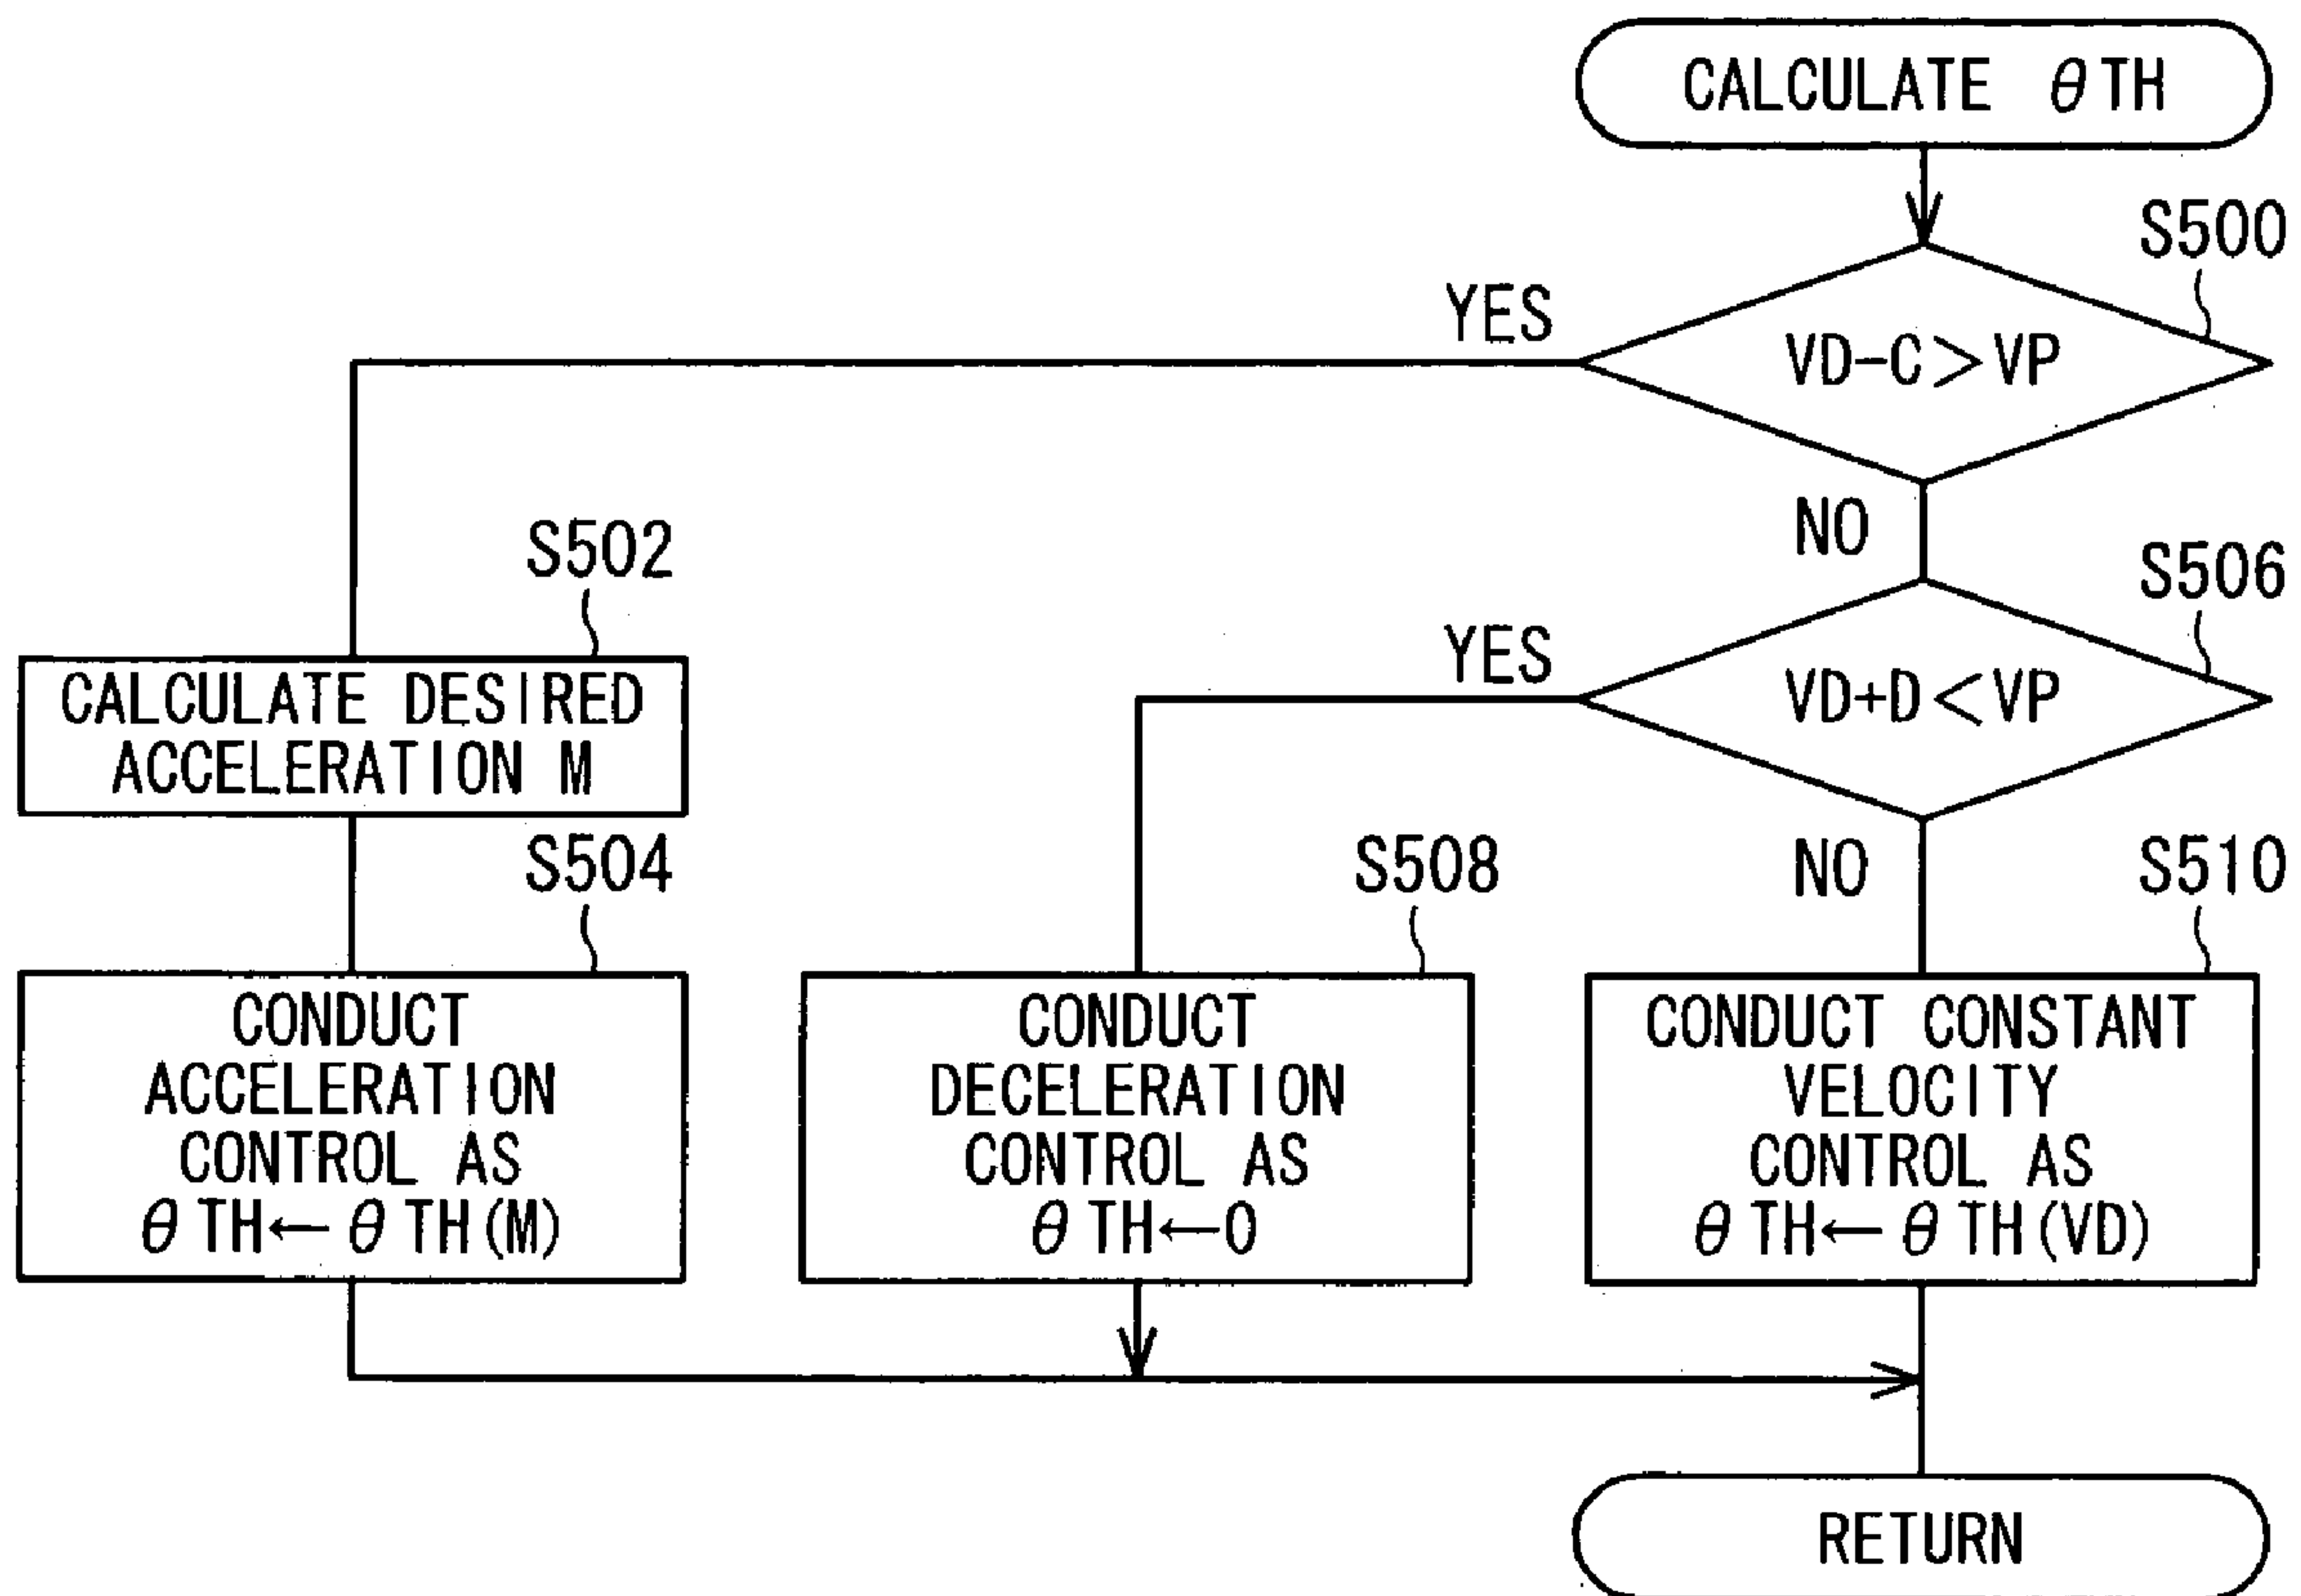 CALCULATE θTH
S500
YES
VD-C>VP
NO
S502
S506
YES
CALCULATE DESIRED
ACCELERATION M
VD+D<VP
S504
S508
NO
S510
CONDUCT
ACCELERATION
CONTROL AS
θTH←θTH(M)
CONDUCT
DECELERATION
CONTROL AS
θTH←0
CONDUCT CONSTANT
VELOCITY
CONTROL AS
θTH←θTH(VD)
RETURN